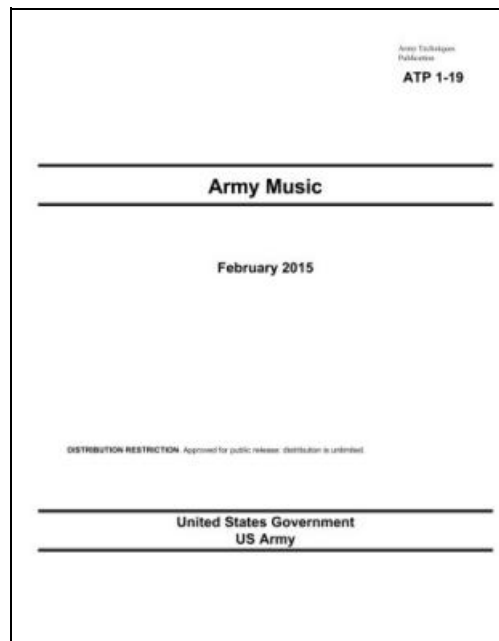 Army Techniques
Publication
ATP 1-19
Army Music
February 2015
DISTRIBUTION RESTRICTION. Approved for public release: distribution is unlimited.
United States Government
US Army